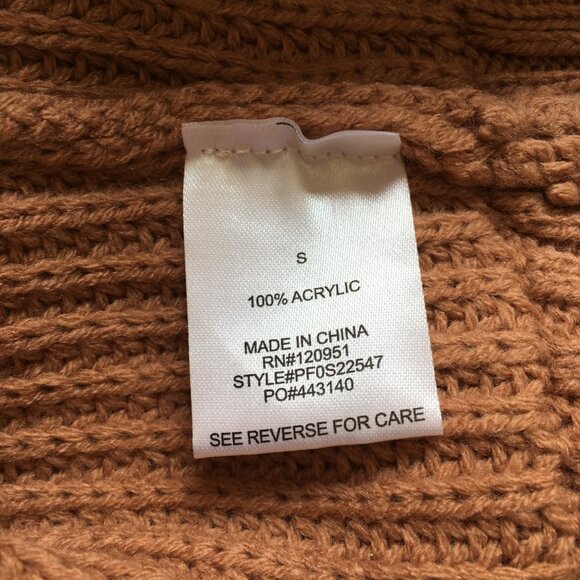 S
100% ACRYLIC
MADE IN CHINA
RN#120951
STYLE#PF0S22547
PO#443140
SEE REVERSE FOR CARE